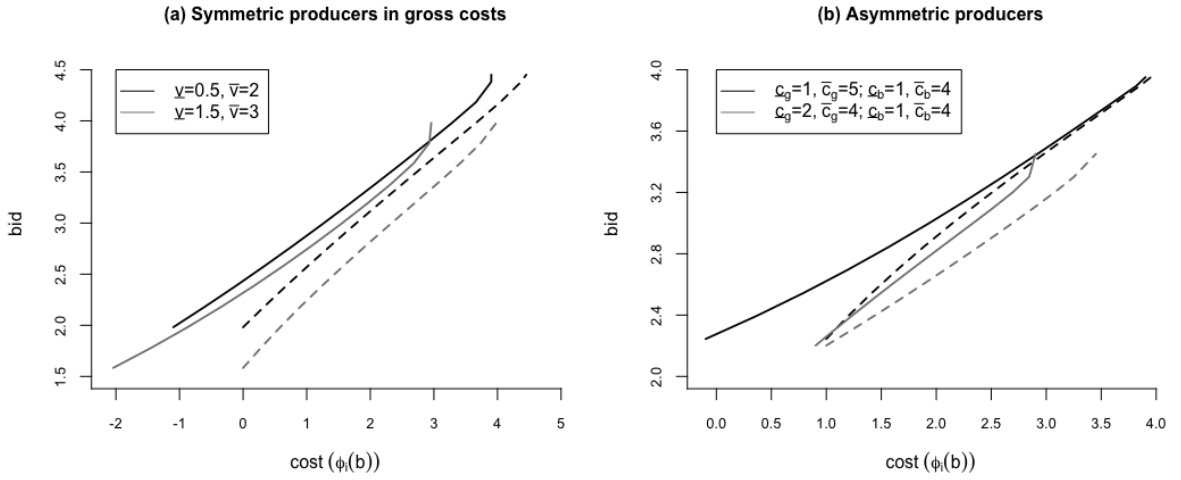 (a) Symmetric producers in gross costs
4.5
4.0
3.5
3.0
2.5
2.0
1.5
bid
v̲=0.5, v̅=2
v̲=1.5, v̅=3
-2 -1 0 1 2 3 4 5
cost (ϕᵢ(b))
(b) Asymmetric producers
4.0
3.6
3.2
2.8
2.4
2.0
bid
c̲g=1, c̅g=5; c̲b=1, c̅b=4
c̲g=2, c̅g=4; c̲b=1, c̅b=4
0.0 0.5 1.0 1.5 2.0 2.5 3.0 3.5 4.0
cost (ϕᵢ(b))